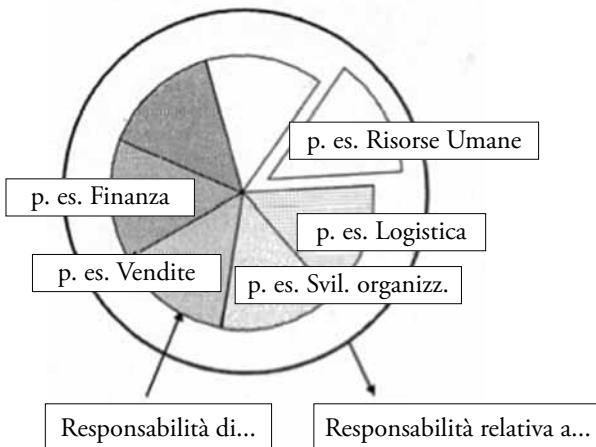 p. es. Risorse Umane
p. es. Finanza
p. es. Logistica
p. es. Vendite
p. es. Svil. organizz.
Responsabilità di...
Responsabilità relativa a...